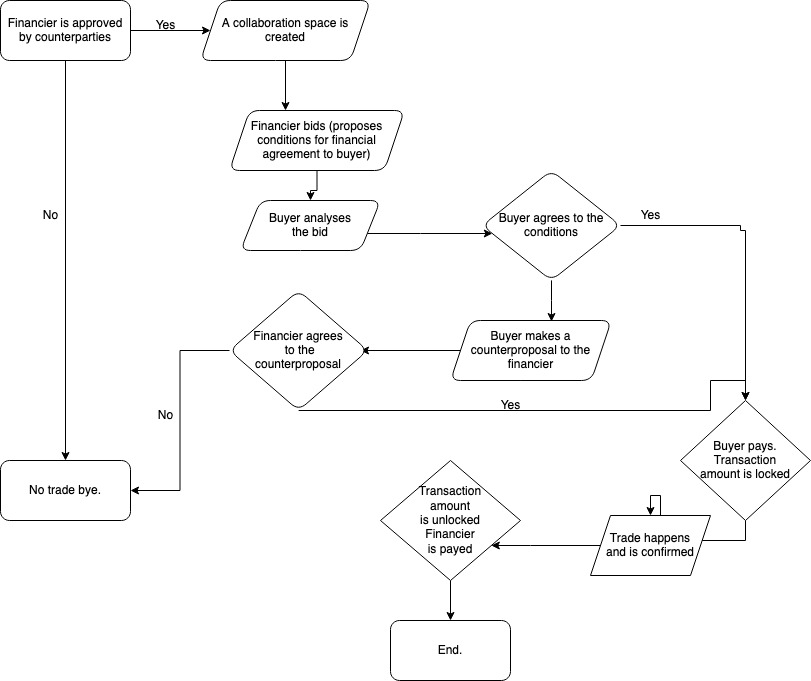 Financier is approved
by counterparties
Yes
A collaboration space is
created
Financier bids (proposes
conditions for financial
agreement to buyer)
No
Buyer analyses
the bid
Buyer agrees to the
conditions
Yes
Financier agrees
to the
counterproposal
Buyer makes a
counterproposal to the
financier
No
Yes
Buyer pays.
Transaction
amount is locked
No trade bye.
Transaction
amount
is unlocked
Financier
is payed
Trade happens
and is confirmed
End.